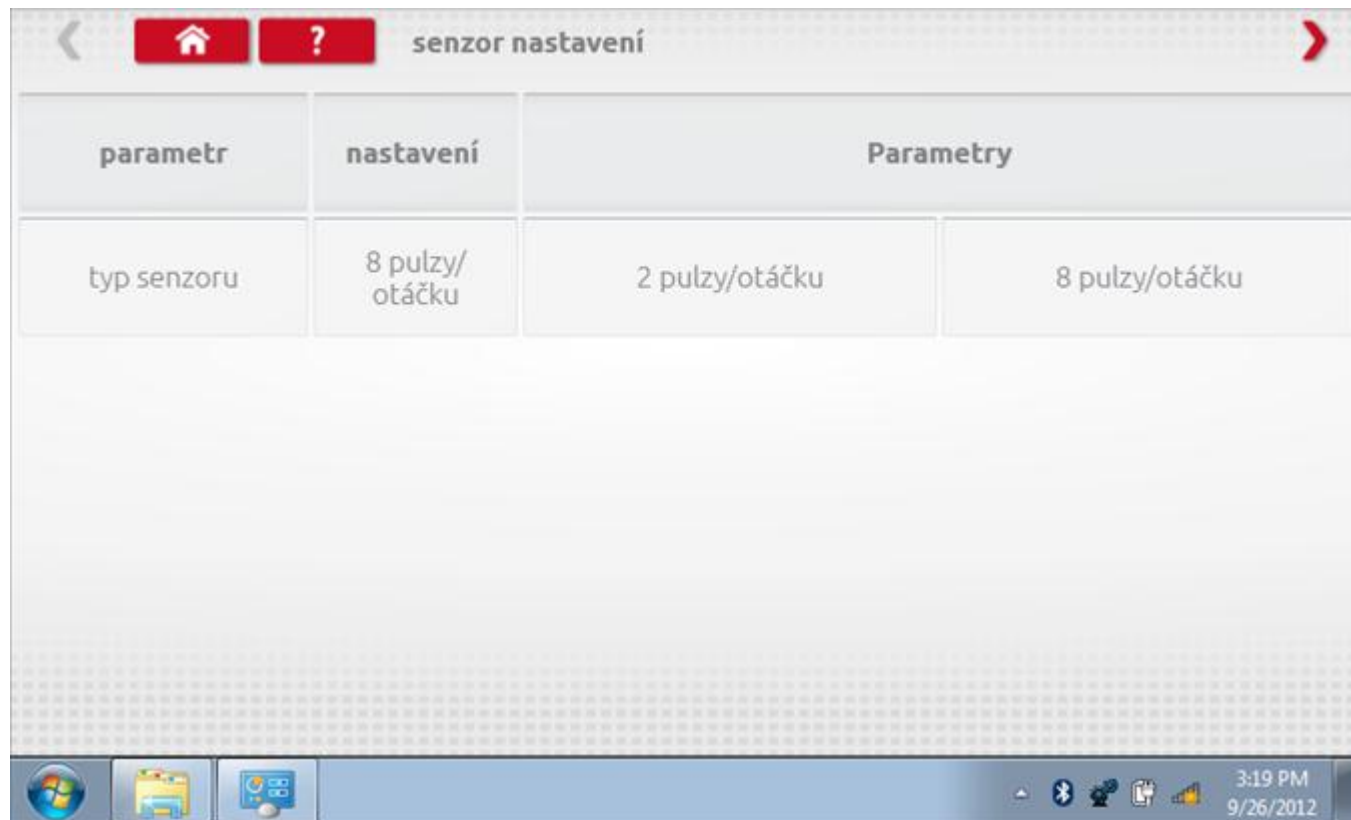 ? senzor nastavení
parametr nastavení Parametry
typ senzoru 8 pulzy/
otáčku 2 pulzy/otáčku 8 pulzy/otáčku
3:19 PM
9/26/2012